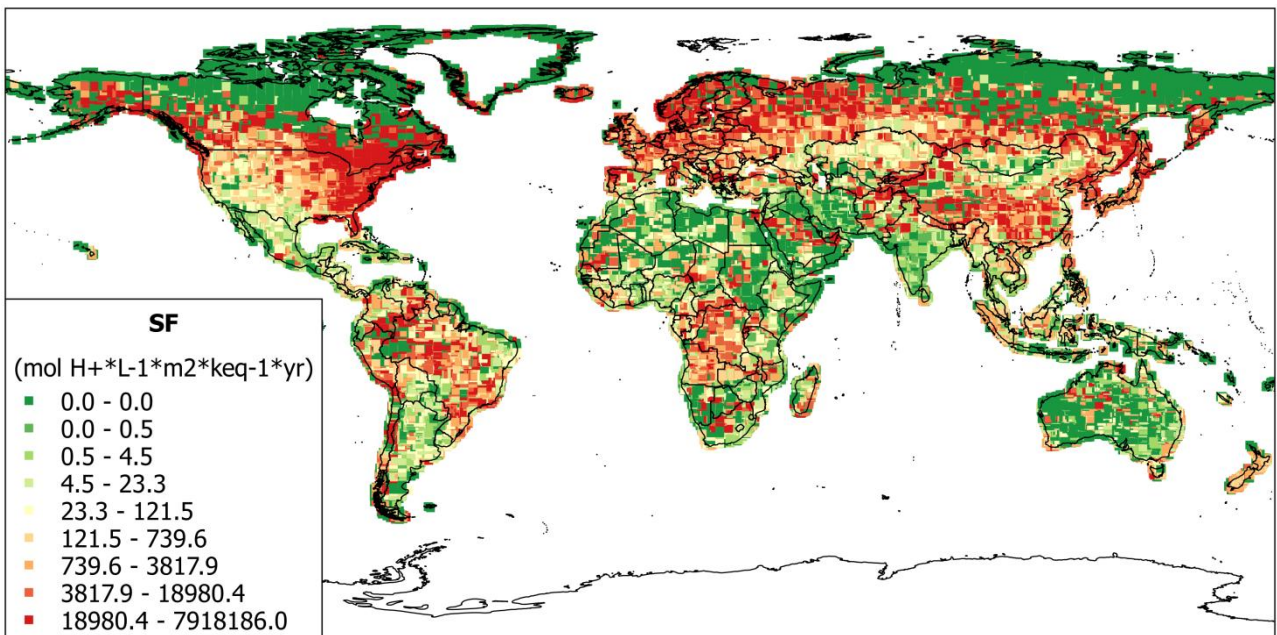 SF
(mol H+*L-1*m2*keq-1*yr)
0.0 - 0.0
0.0 - 0.5
0.5 - 4.5
4.5 - 23.3
23.3 - 121.5
121.5 - 739.6
739.6 - 3817.9
3817.9 - 18980.4
18980.4 - 7918186.0